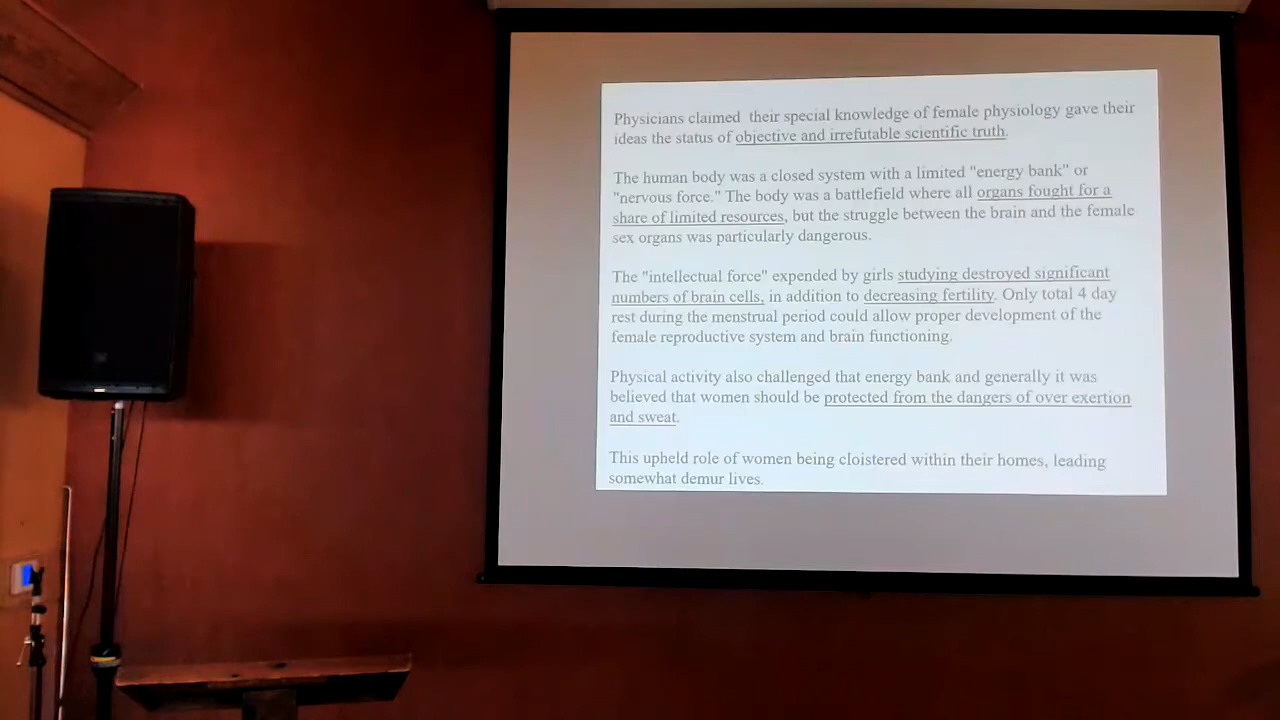 Physicians claimed their special knowledge of female physiology gave their
ideas the status of objective and irrefutable scientific truth.
The human body was a closed system with a limited "energy bank" or
"nervous force." The body was a battlefield where all organs fought for a
share of limited resources, but the struggle between the brain and the female
sex organs was particularly dangerous.
The "intellectual force" expended by girls studying destroyed significant
numbers of brain cells, in addition to decreasing fertility. Only total 4 day
rest during the menstrual period could allow proper development of the
female reproductive system and brain functioning.
Physical activity also challenged that energy bank and generally it was
believed that women should be protected from the dangers of over exertion
and sweat.
This upheld role of women being cloistered within their homes, leading
somewhat demur lives.